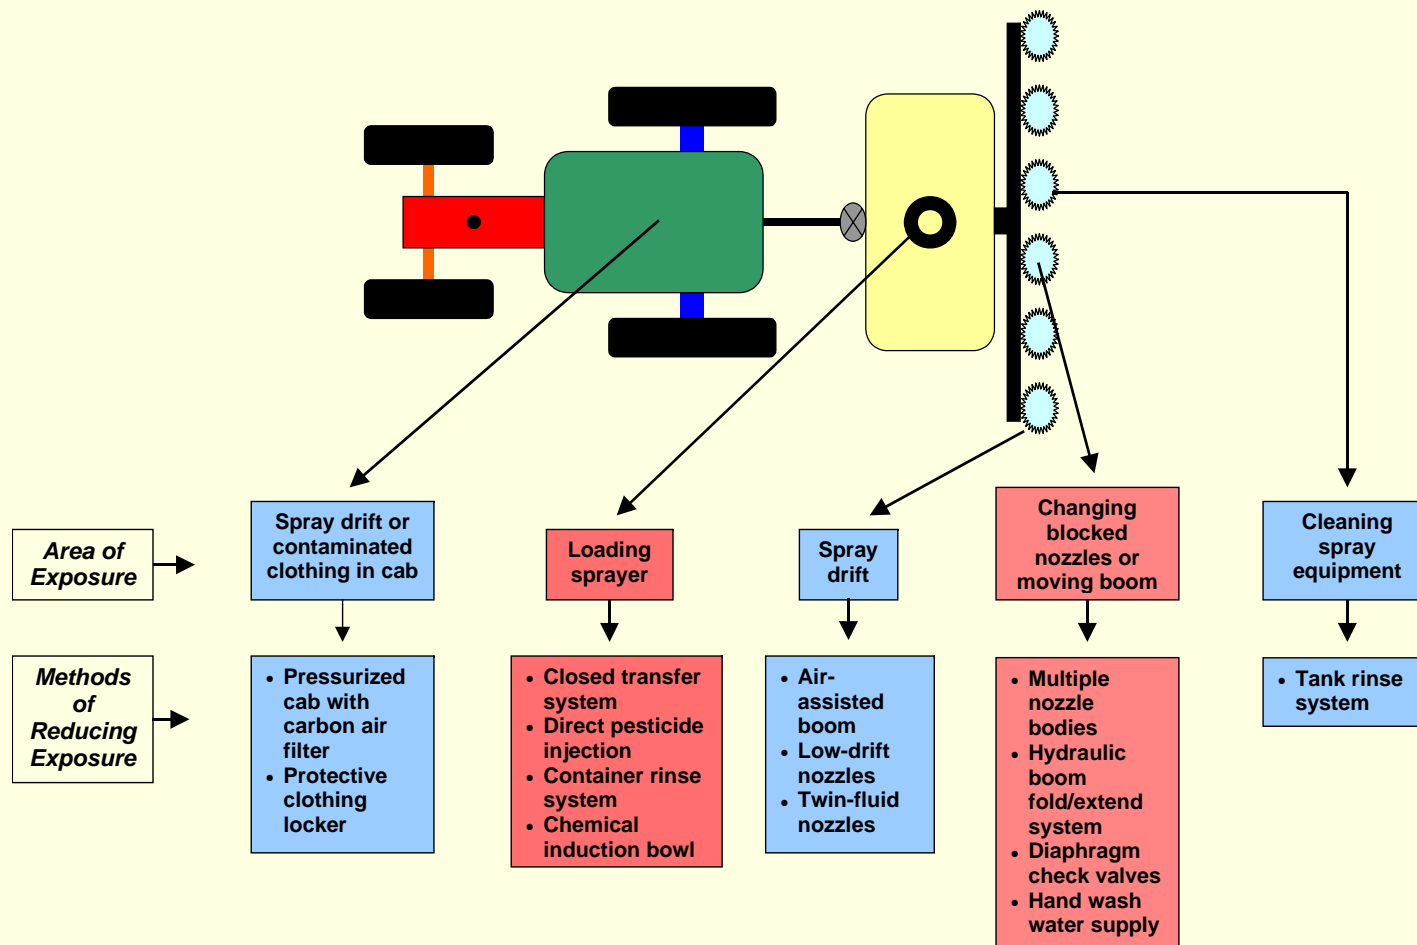 Area of
Exposure
Spray drift or
contaminated
clothing in cab
Loading
sprayer
Spray
drift
Changing
blocked
nozzles or
moving boom
Cleaning
spray
equipment
Methods
of
Reducing
Exposure
• Pressurized
cab with
carbon air
filter
• Protective
clothing
locker
• Closed transfer
system
• Direct pesticide
injection
• Container rinse
system
• Chemical
induction bowl
• Air-
assisted
boom
• Low-drift
nozzles
• Twin-fluid
nozzles
• Multiple
nozzle
bodies
• Hydraulic
boom
fold/extend
system
• Diaphragm
check valves
• Hand wash
water supply
• Tank rinse
system